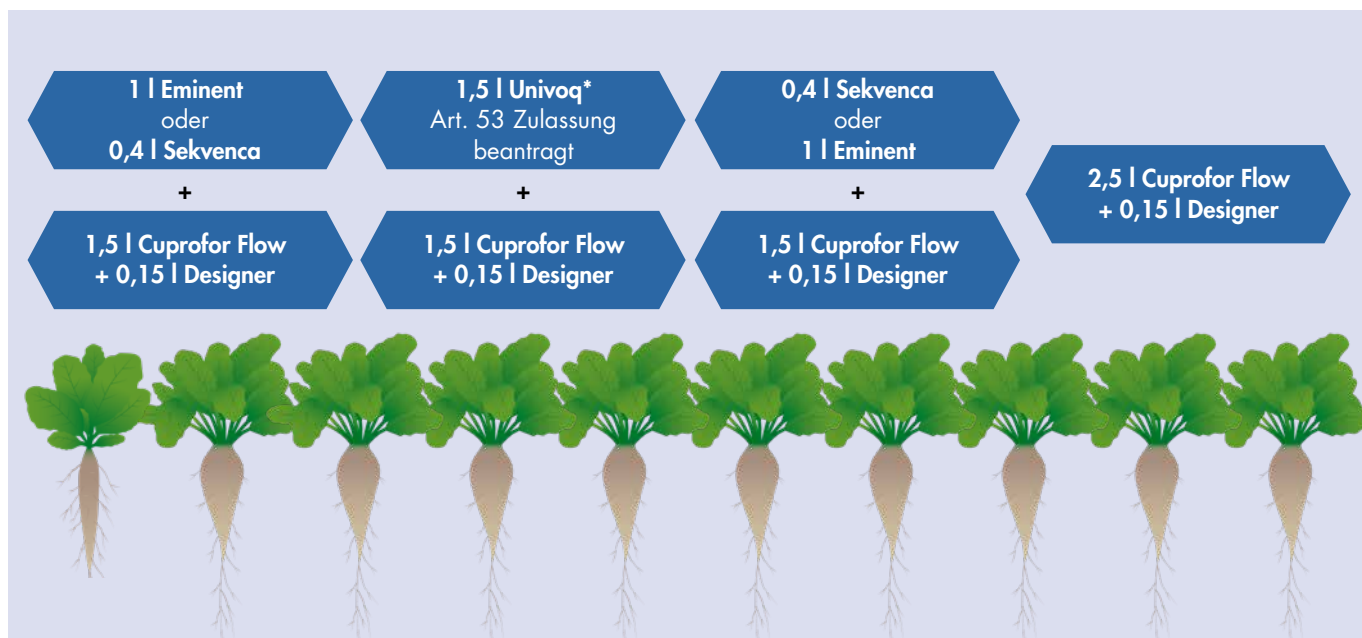 1 l Eminent
oder
0,4 l Sekvenca
+
1,5 l Cuprofor Flow
+ 0,15 l Designer
1,5 l Univoq*
Art. 53 Zulassung
beantragt
+
1,5 l Cuprofor Flow
+ 0,15 l Designer
0,4 l Sekvenca
oder
1 l Eminent
+
1,5 l Cuprofor Flow
+ 0,15 l Designer
2,5 l Cuprofor Flow
+ 0,15 l Designer